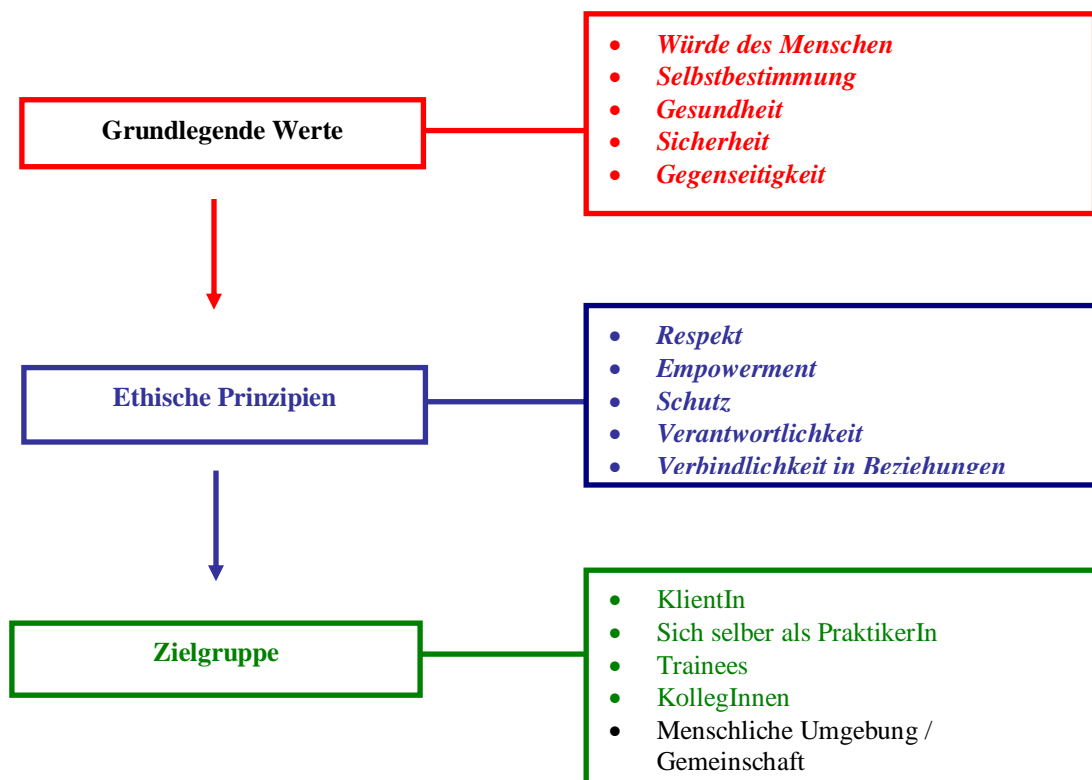 Grundlegende Werte
• Würde des Menschen
• Selbstbestimmung
• Gesundheit
• Sicherheit
• Gegenseitigkeit
Ethische Prinzipien
• Respekt
• Empowerment
• Schutz
• Verantwortlichkeit
• Verbindlichkeit in Beziehungen
Zielgruppe
• KlientIn
• Sich selber als PraktikerIn
• Trainees
• KollegInnen
• Menschliche Umgebung /
Gemeinschaft